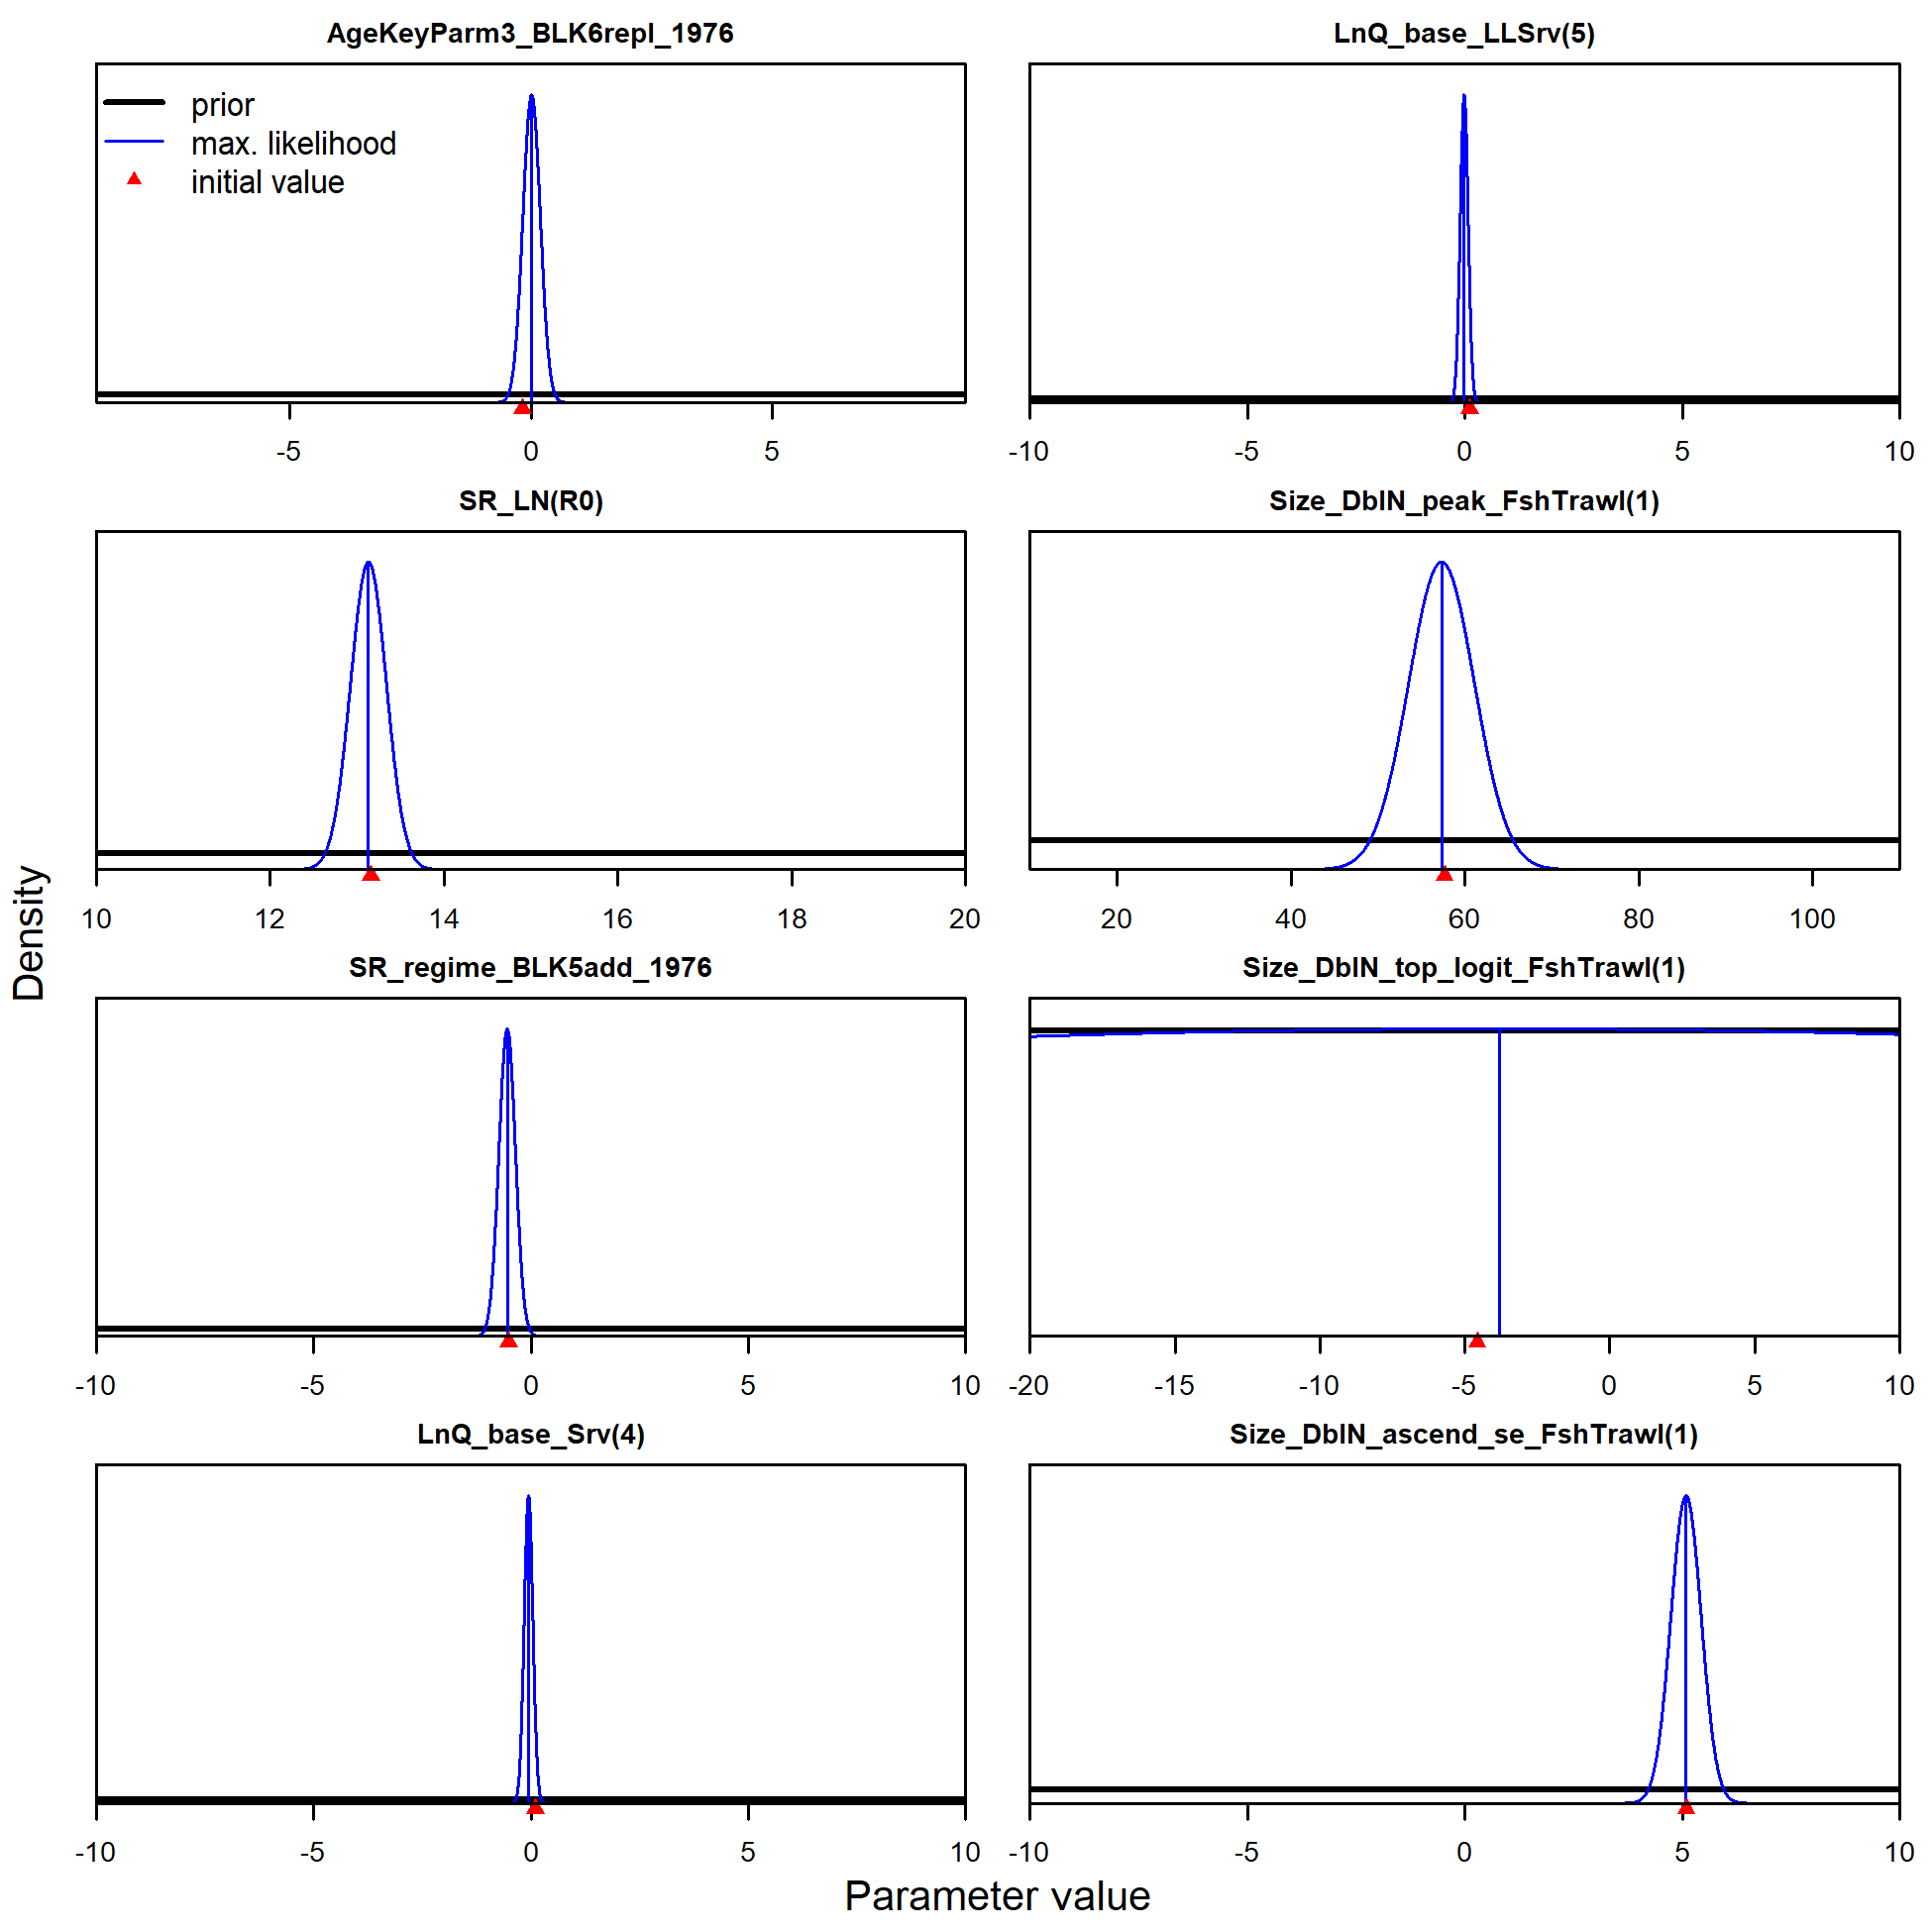 AgeKeyParm3_BLK6repl_1976
prior
max. likelihood
initial value
-5 0 5
LnQ_base_LLSrv(5)
-10 -5 0 5 10
SR_LN(R0)
10 12 14 16 18 20
Size_DblN_peak_FshTrawl(1)
20 40 60 80 100
SR_regime_BLK5add_1976
-10 -5 0 5 10
Size_DblN_top_logit_FshTrawl(1)
-20 -15 -10 -5 0 5 10
LnQ_base_Srv(4)
-10 -5 0 5 10
Size_DblN_ascend_se_FshTrawl(1)
-10 -5 0 5 10
Density
Parameter value